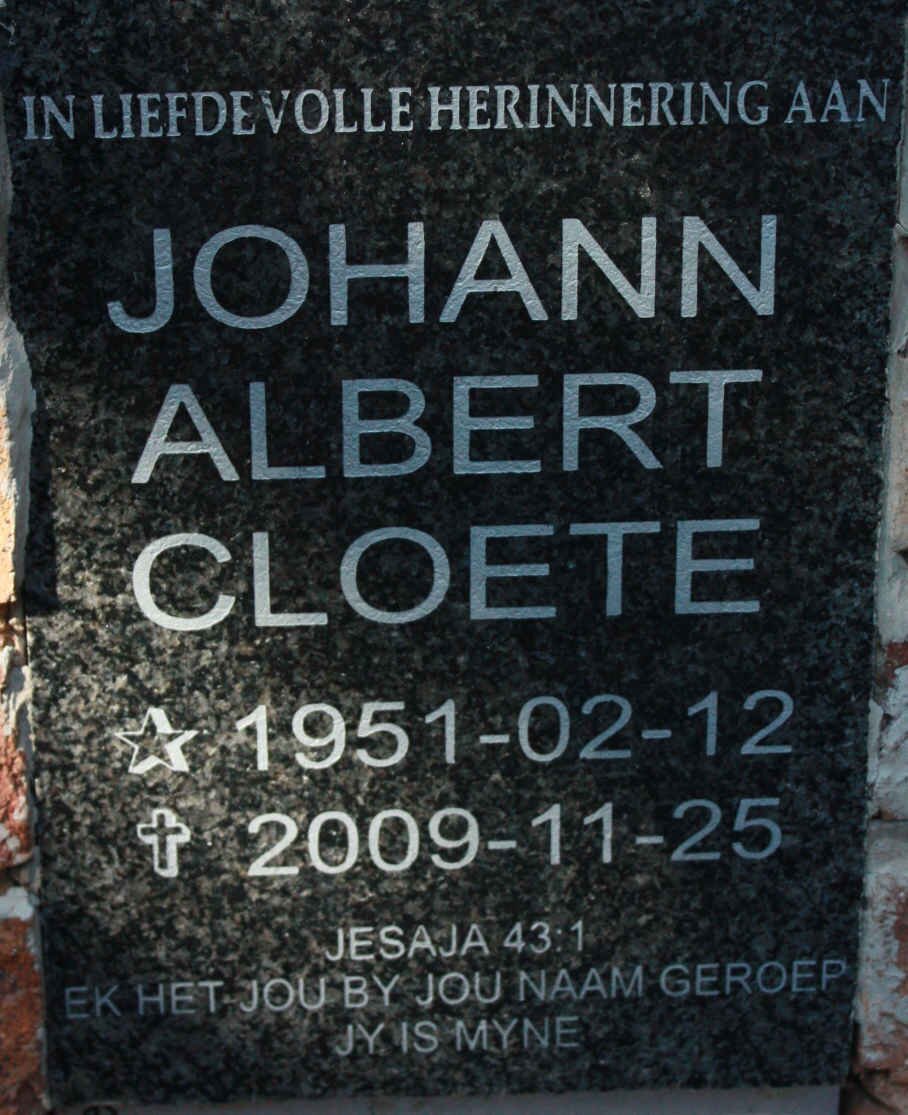 IN LIEFDEVOLLE HERINNERING AAN
JOHANN
ALBERT
CLOETE
1951-02-12
2009-11-25
JESAJA 43:1
EK HET JOU BY JOU NAAM GEROEP
JY IS MYNE